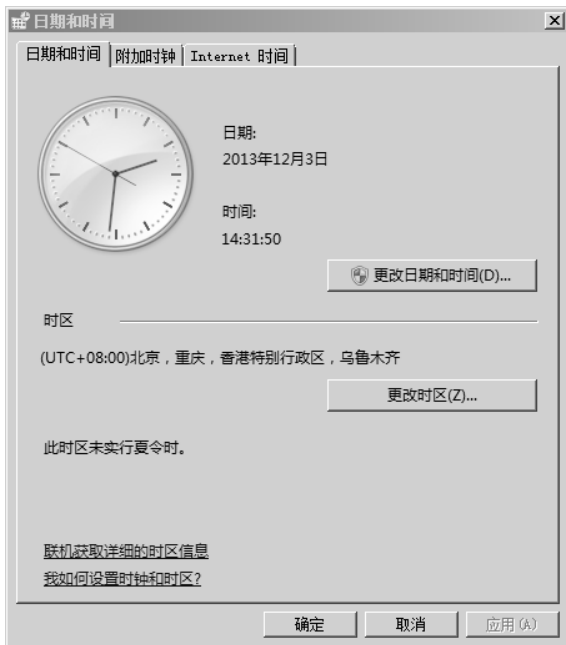 日期和时间
日期和时间 附加时钟 Internet 时间
日期:
2013年12月3日
时间:
14:31:50
更改日期和时间(D)...
时区
(UTC+08:00)北京，重庆，香港特别行政区，乌鲁木齐
更改时区(Z)...
此时区未实行夏令时。
联机获取详细的时区信息
我如何设置时钟和时区?
确定 取消 应用(A)